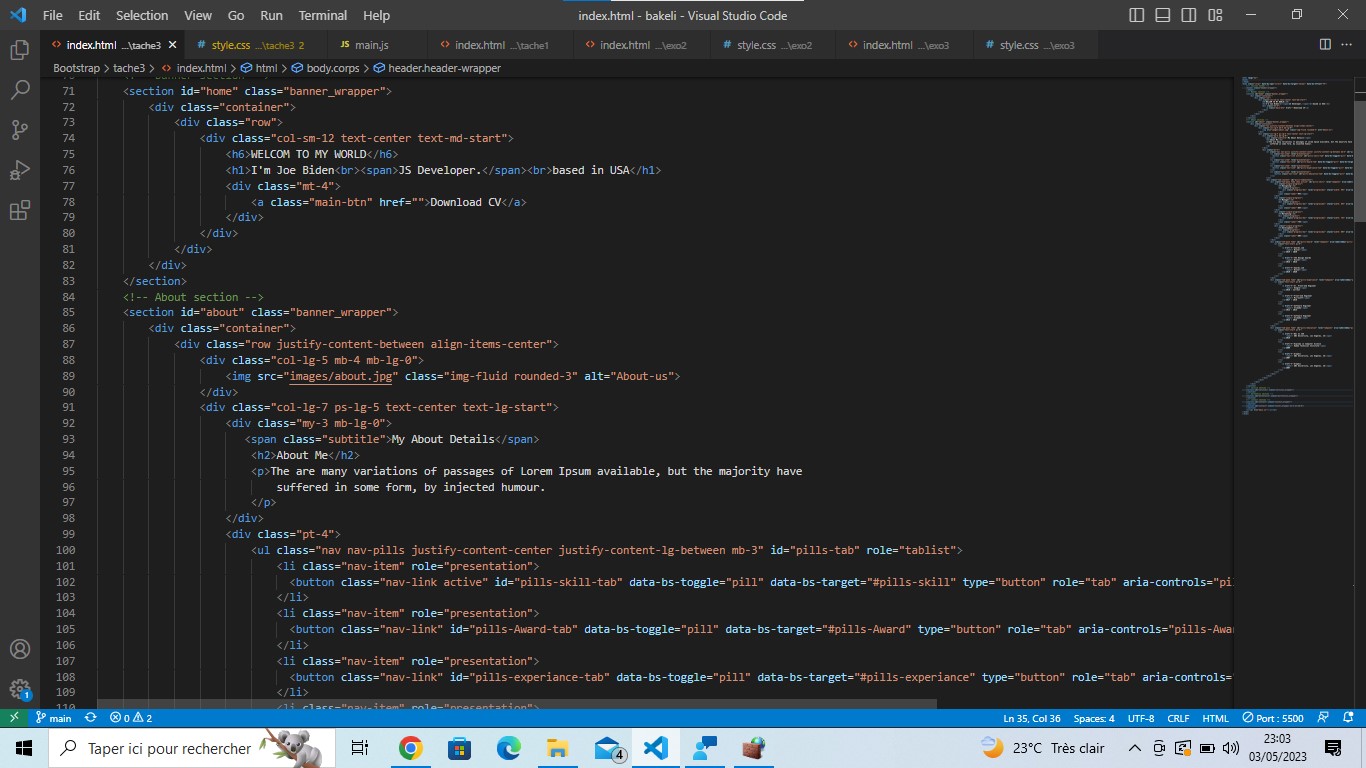 File Edit Selection View Go Run Terminal Help index.html - bakeli - Visual Studio Code
index.html ...\tache3 style.css ...\tache3 2 JS main.js index.html ...\tache1 index.html ...\exo2 style.css ...\exo2 index.html ...\exo3 style.css ...\exo3
Bootstrap > tache3 > index.html > html > body.corps > header.header-wrapper
71 <section id="home" class="banner_wrapper">
72 <div class="container">
73 <div class="row">
74 <div class="col-sm-12 text-center text-md-start">
75 <h6>WELCOM TO MY WORLD</h6>
76 <h1>I'm Joe Biden<br><span>JS Developer.</span><br>based in USA</h1>
77 <div class="mt-4">
78 <a class="main-btn" href="">Download CV</a>
79 </div>
80 </div>
81 </div>
82 </div>
83 </section>
84 <!-- About section -->
85 <section id="about" class="banner_wrapper">
86 <div class="container">
87 <div class="row justify-content-between align-items-center">
88 <div class="col-lg-5 mb-4 mb-lg-0">
89 <img src="images/about.jpg" class="img-fluid rounded-3" alt="About-us">
90 </div>
91 <div class="col-lg-7 ps-lg-5 text-center text-lg-start">
92 <div class="my-3 mb-lg-0">
93 <span class="subtitle">My About Details</span>
94 <h2>About Me</h2>
95 <p>The are many variations of passages of Lorem Ipsum available, but the majority have
96 suffered in some form, by injected humour.
97 </p>
98 </div>
99 <div class="pt-4">
100 <ul class="nav nav-pills justify-content-center justify-content-lg-between mb-3" id="pills-tab" role="tablist">
101 <li class="nav-item" role="presentation">
102 <button class="nav-link active" id="pills-skill-tab" data-bs-toggle="pill" data-bs-target="#pills-skill" type="button" role="tab" aria-controls="pil
103 </li>
104 <li class="nav-item" role="presentation">
105 <button class="nav-link" id="pills-Award-tab" data-bs-toggle="pill" data-bs-target="#pills-Award" type="button" role="tab" aria-controls="pills-Awa
106 </li>
107 <li class="nav-item" role="presentation">
108 <button class="nav-link" id="pills-experiance-tab" data-bs-toggle="pill" data-bs-target="#pills-experiance" type="button" role="tab" aria-controls="
109 </li>
110 <li class="nav-item" role="presentation">
1
main 0 2 Ln 35, Col 36 Spaces: 4 UTF-8 CRLF HTML Port : 5500
Taper ici pour rechercher 4 23°C Très clair 23:03
03/05/2023